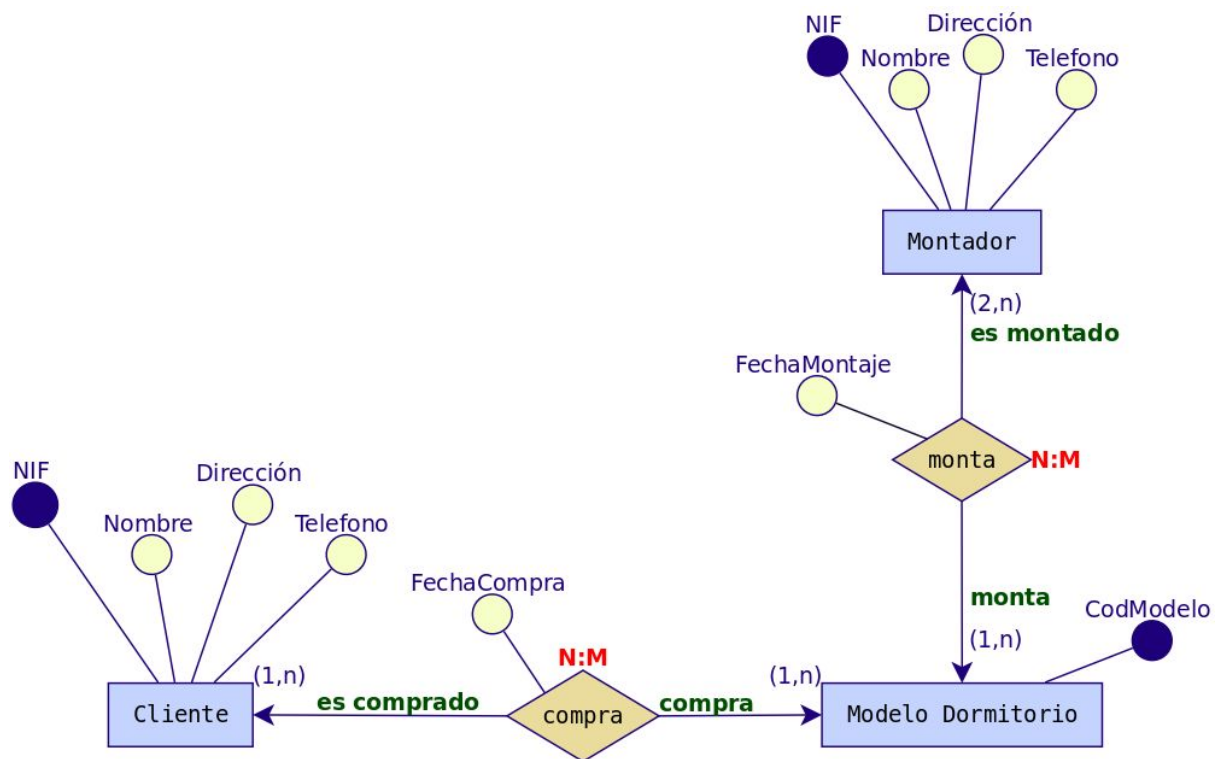 NIF
Dirección
Nombre
Telefono
Montador
(2,n)
es montado
FechaMontaje
monta
N:M
monta
(1,n)
CodModelo
Modelo Dormitorio
NIF
Dirección
Nombre
Telefono
Cliente
(1,n)
es comprado
FechaCompra
N:M
compra
compra
(1,n)